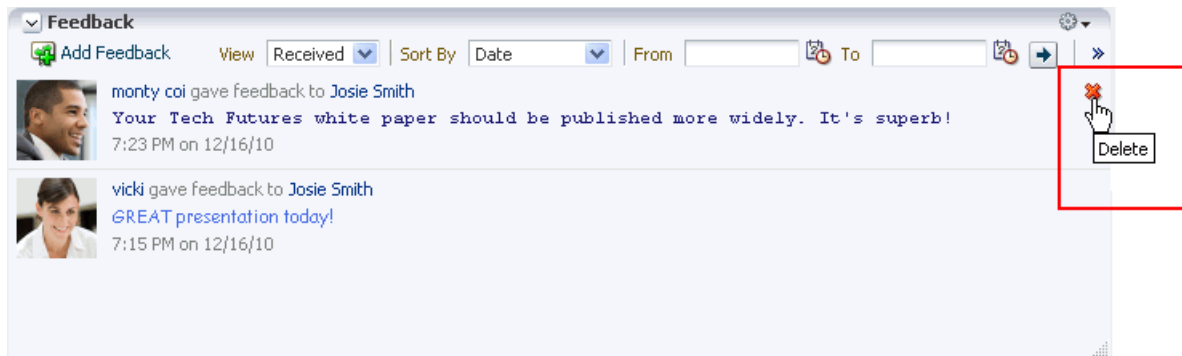 Feedback
Add Feedback View Received Sort By Date From To »
monty coi gave feedback to Josie Smith
Your Tech Futures white paper should be published more widely. It's superb!
7:23 PM on 12/16/10
Delete
vicki gave feedback to Josie Smith
GREAT presentation today!
7:15 PM on 12/16/10